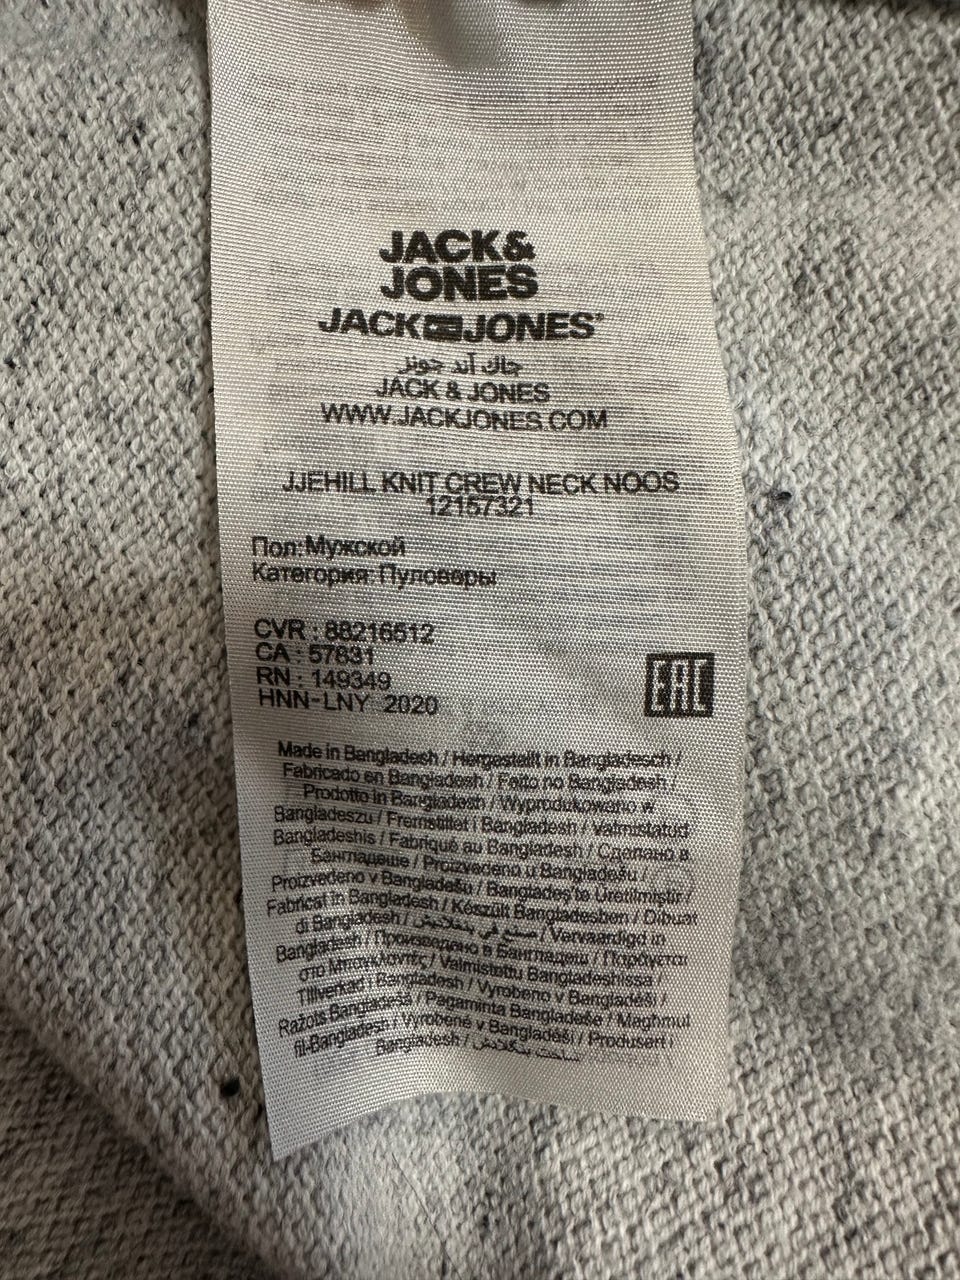 JACK&
JONES
JACK JONES®
جاك آند جونز
JACK & JONES
WWW.JACKJONES.COM
JJEHILL KNIT CREW NECK NOOS
12157321
Пол: Мужской
Категория: Пуловеры
CVR : 88216512
CA : 57631
RN : 149349
HNN-LNY 2020
EAC
Made in Bangladesh / Hergestellt in Bangladesch /
Fabricado en Bangladesh / Feito no Bangladesh /
Prodotto in Bangladesh / Wyprodukowano w
Bangladeszu / Fremstillet i Bangladesh / Valmistatud
Bangladeshis / Fabriqué au Bangladesh / Сделано в
Бангладеше / Proizvedeno u Bangladešu /
Proizvedeno v Bangladešu / Bangladeş'te Üretilmiştir /
Fabricat în Bangladesh / Készült Bangladesben / Dibuat
di Bangladesh / صنع في بنغلاديش / Vervaardigd in
Bangladesh / Произведено в Бангладеш / Παράγεται
στο Μπαγκλαντές / Valmistettu Bangladeshissa /
Tillverkad i Bangladesh / Vyrobeno v Bangladéši /
Ražots Bangladešā / Pagaminta Bangladeše / Magħmul
fil-Bangladesh / Vyrobené v Bangladéši / Produsert i
Bangladesh / ساخت بنگلادش